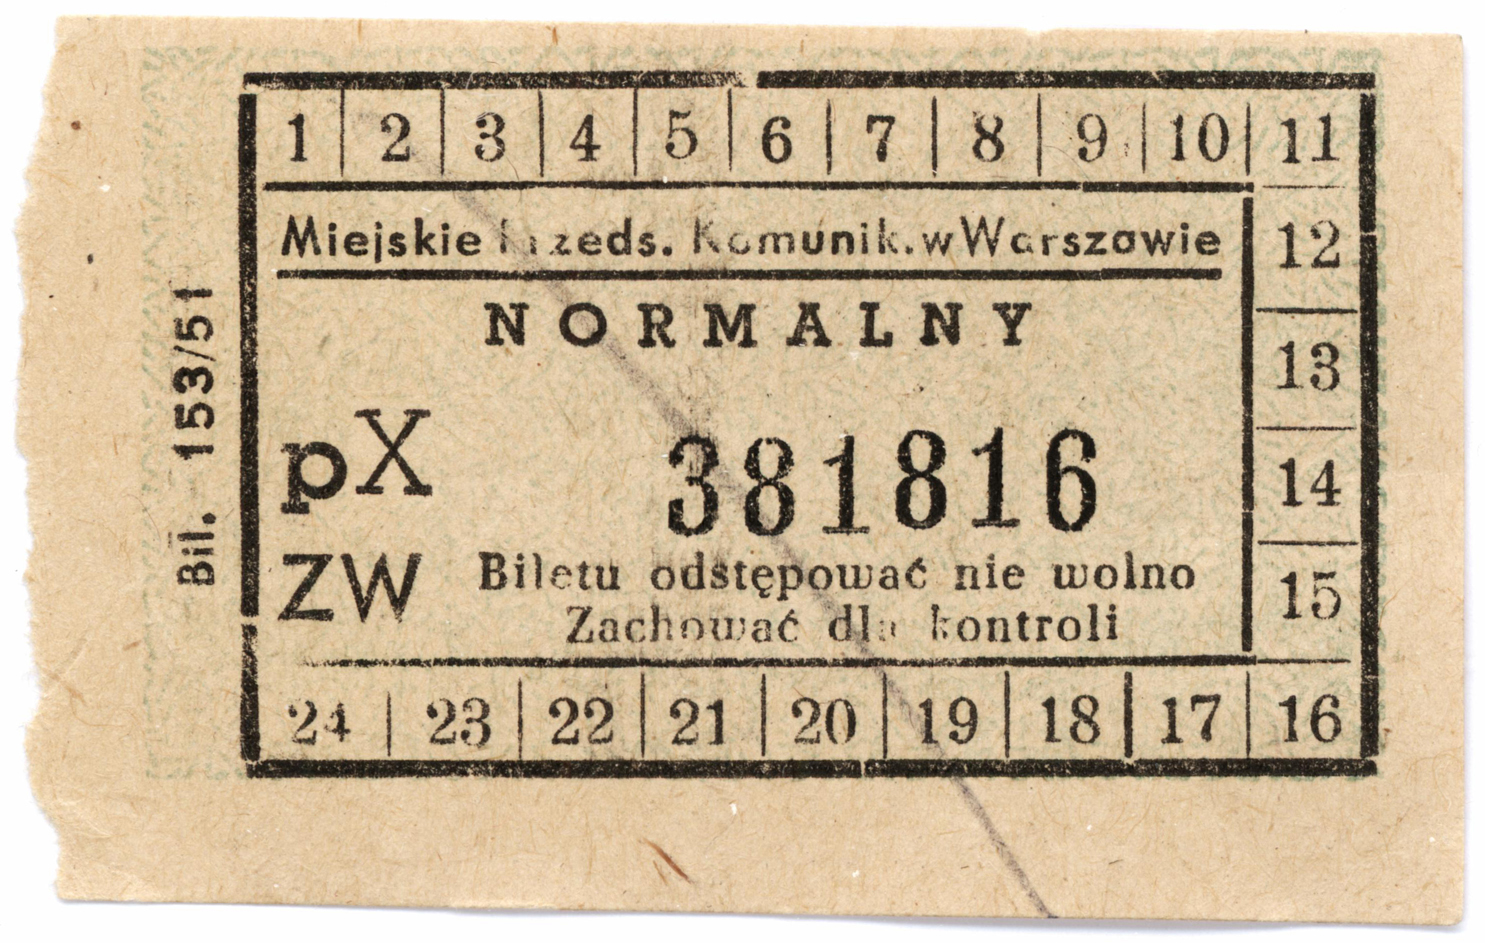 1 2 3 4 5 6 7 8 9 10 11
Miejskie Przeds. Komunik. w Warszawie
12
NORMALNY
13
pX 381816
14
ZW Biletu odstępować nie wolno
15
Zachować dla kontroli
24 23 22 21 20 19 18 17 16
Bil. 153/51